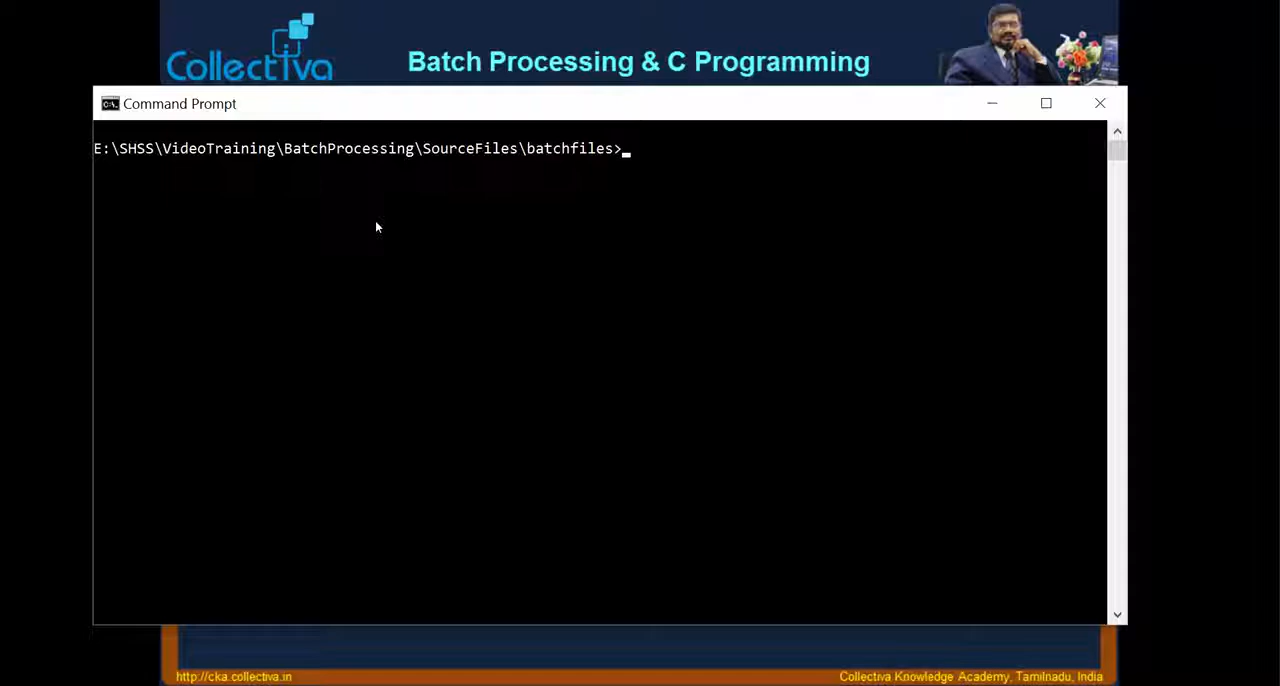 Collectiva
Batch Processing & C Programming
Command Prompt
E:\SHSS\VideoTraining\BatchProcessing\SourceFiles\batchfiles>
http://cka.collectiva.in
Collectiva Knowledge Academy, Tamilnadu, India